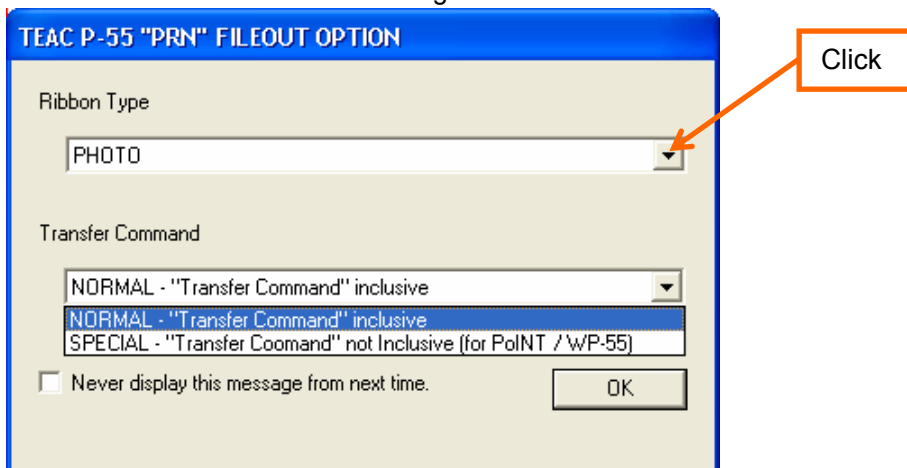 TEAC P-55 "PRN" FILEOUT OPTION
Click
Ribbon Type
PHOTO
Transfer Command
NORMAL - "Transfer Command" inclusive
NORMAL - "Transfer Command" inclusive
SPECIAL - "Transfer Coomand" not Inclusive (for PoINT / WP-55)
Never display this message from next time.
OK